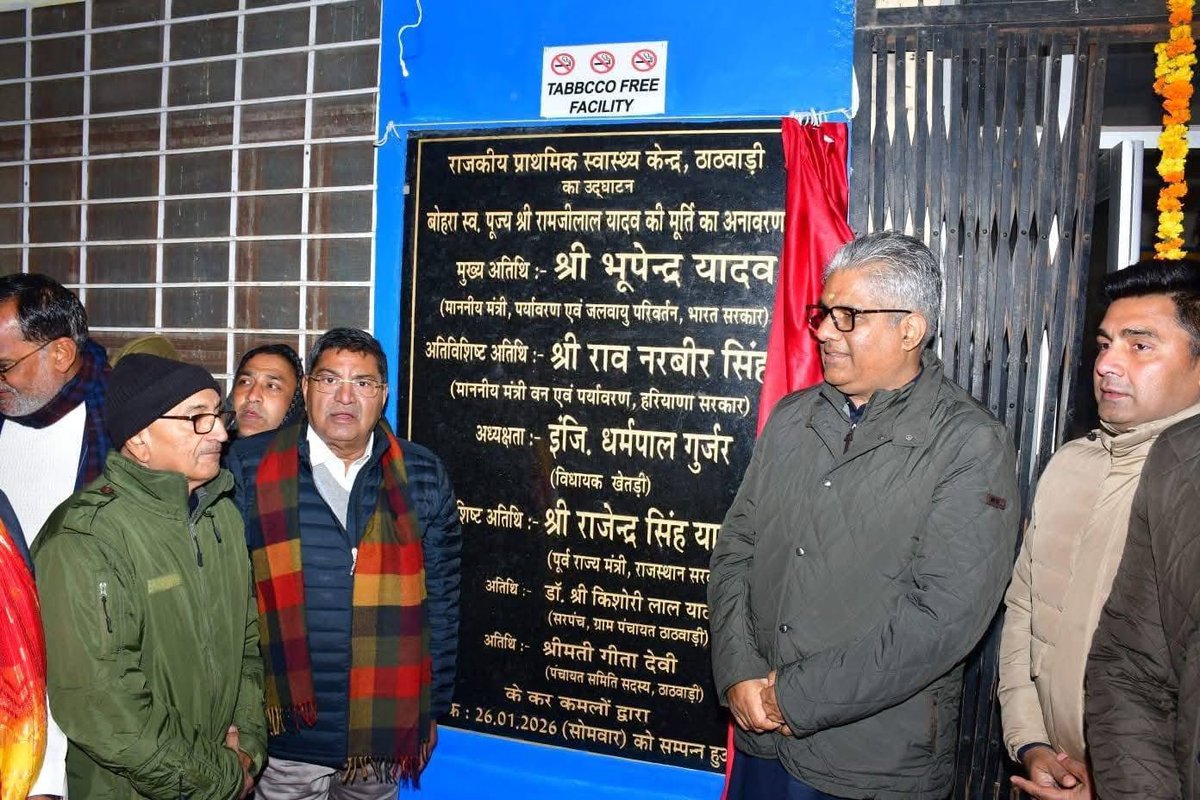 TABBCCO FREE
FACILITY
राजकीय प्राथमिक स्वास्थ्य केन्द्र, ठाठवाड़ी
का उद्घाटन
बोहरा स्व. पूज्य श्री रामजीलाल यादव की मूर्ति का अनावरण
मुख्य अतिथि :- श्री भूपेन्द्र यादव
(माननीय मंत्री, पर्यावरण एवं जलवायु परिवर्तन, भारत सरकार)
अतिविशिष्ट अतिथि :- श्री राव नरबीर सिंह
(माननीय मंत्री वन एवं पर्यावरण, हरियाणा सरकार)
अध्यक्षता :- इंजि. धर्मपाल गुर्जर
(विधायक खेतड़ी)
शिष्ट अतिथि :- श्री राजेन्द्र सिंह या
(पूर्व राज्य मंत्री, राजस्थान सर
अतिथि :- डॉ. श्री किशोरी लाल याद
(सरपंच, ग्राम पंचायत ठाठवाड़ी)
अतिथि :- श्रीमती गीता देवी
(पंचायत समिति सदस्य, ठाठवाड़ी)
के कर कमलों द्वारा
क : 26.01.2026 (सोमवार) को सम्पन्न हु